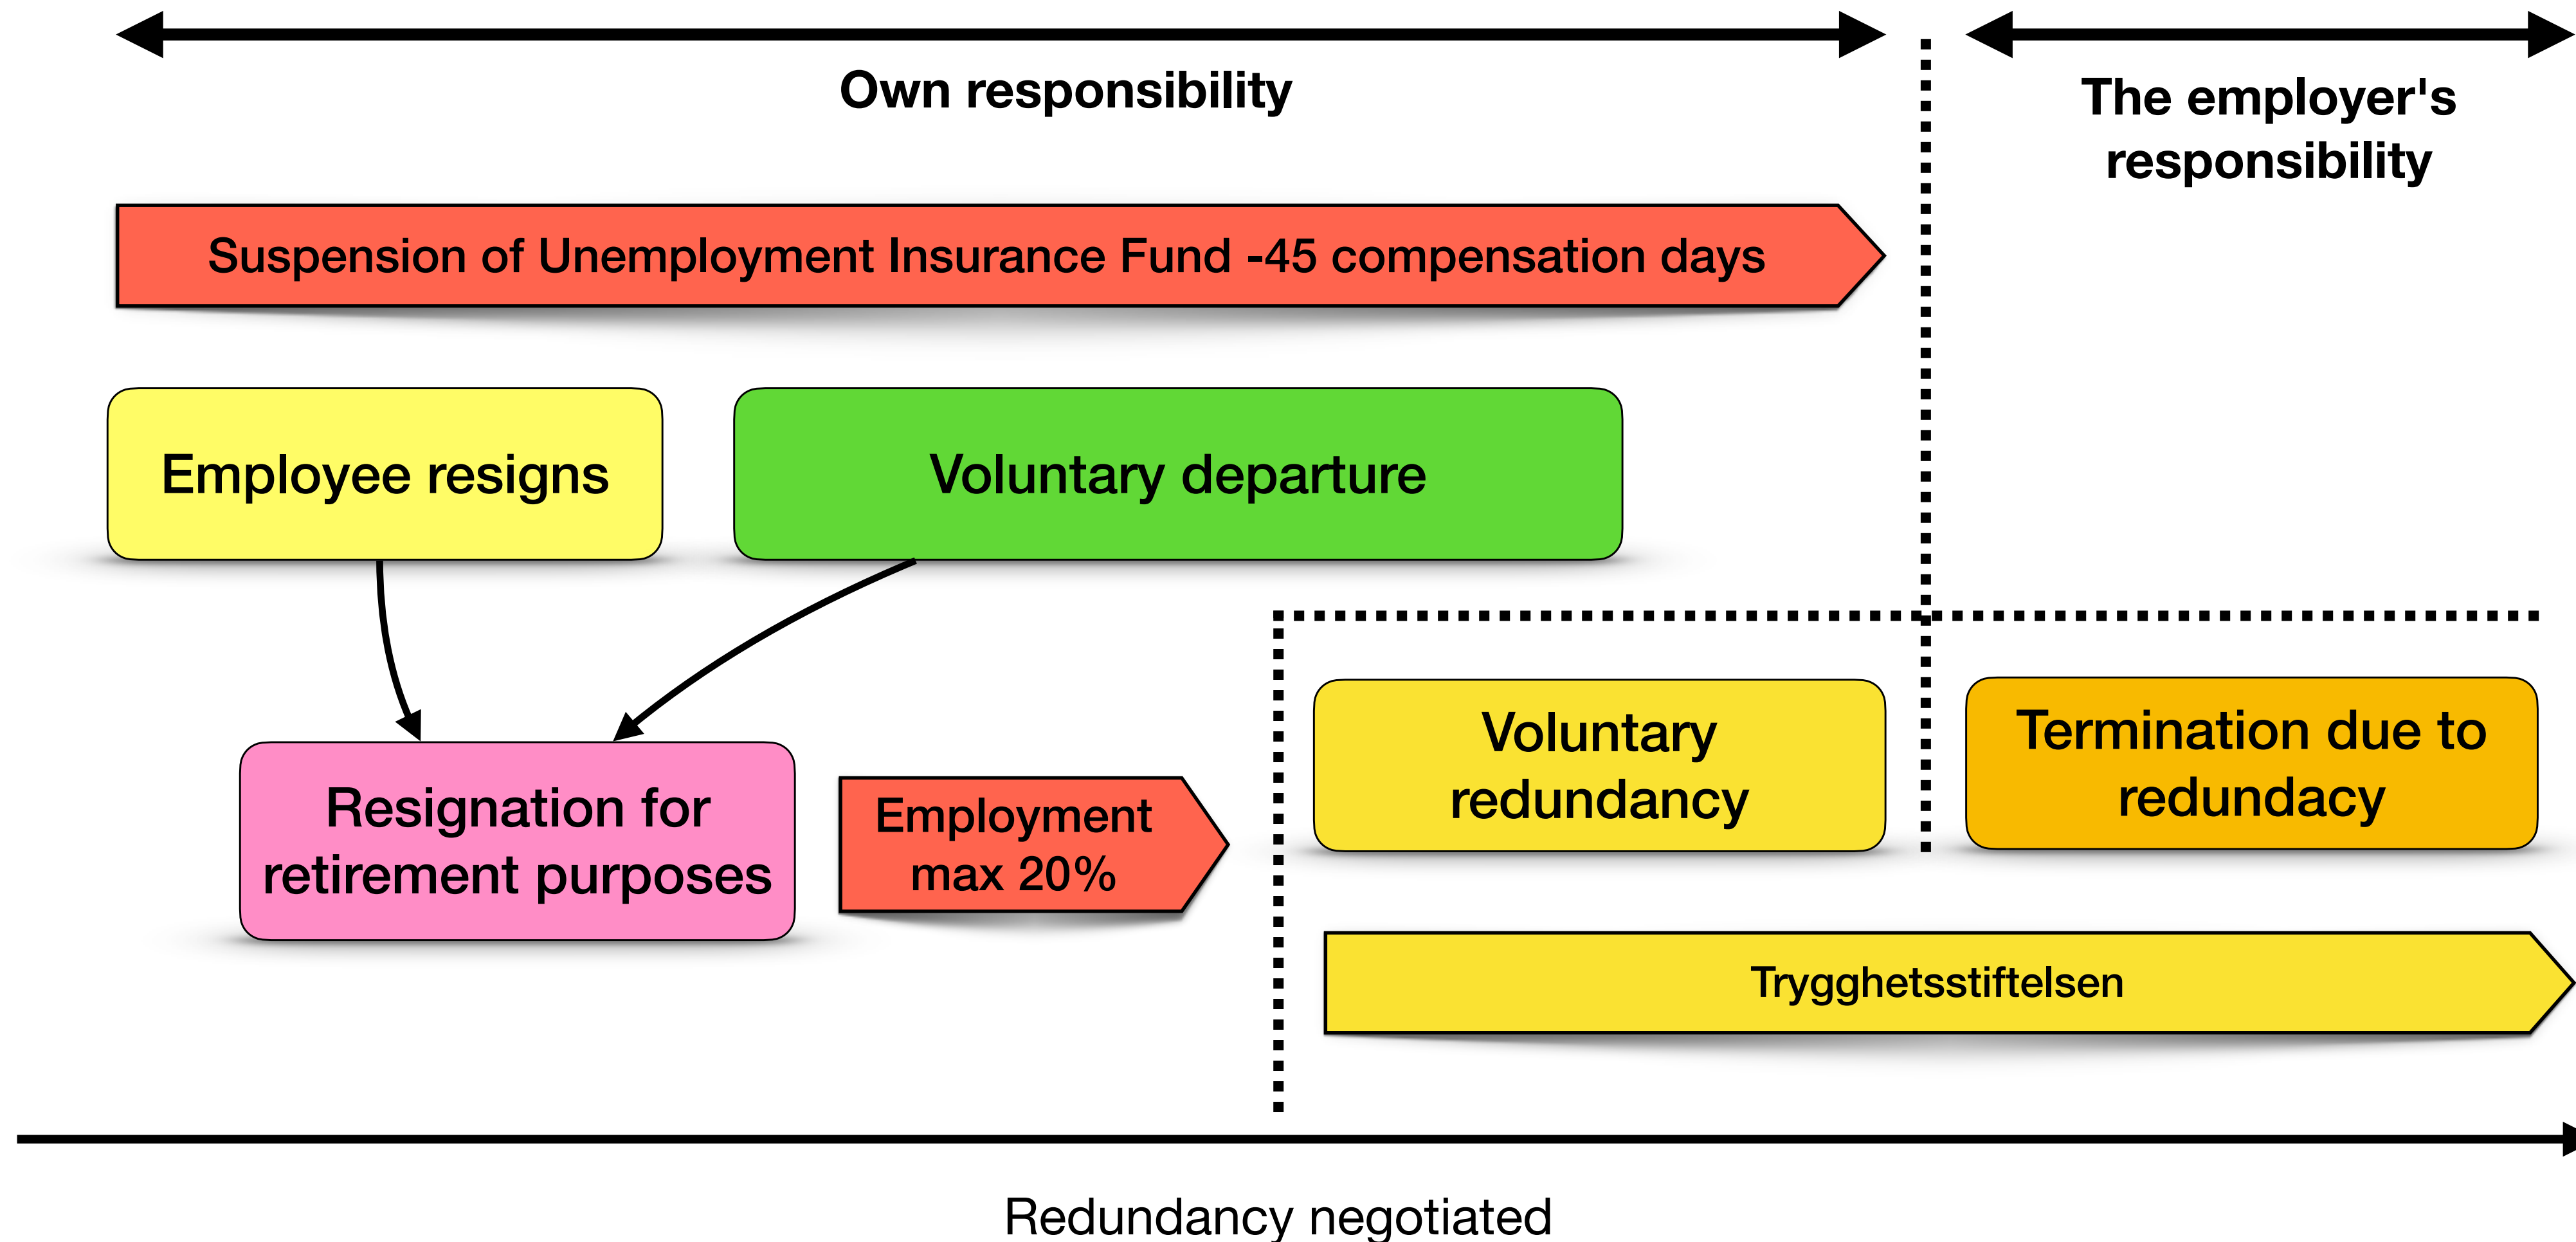 Own responsibility
The employer's
responsibility
Suspension of Unemployment Insurance Fund -45 compensation days
Employee resigns
Voluntary departure
Resignation for
retirement purposes
Employment
max 20%
Voluntary
redundancy
Termination due to
redundacy
Trygghetsstiftelsen
Redundancy negotiated